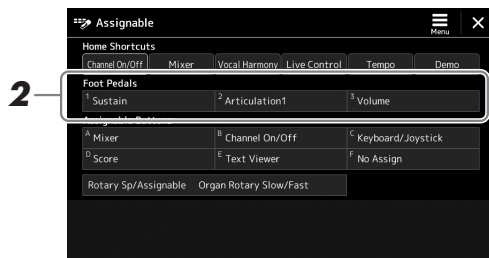 Assignable
Menu
Home Shortcuts
Channel On/Off Mixer Vocal Harmony Live Control Tempo Demo
2
Foot Pedals
1 Sustain 2 Articulation1 3 Volume
Assignable Buttons
A Mixer B Channel On/Off C Keyboard/Joystick
D Score E Text Viewer F No Assign
Rotary Sp/Assignable Organ Rotary Slow/Fast